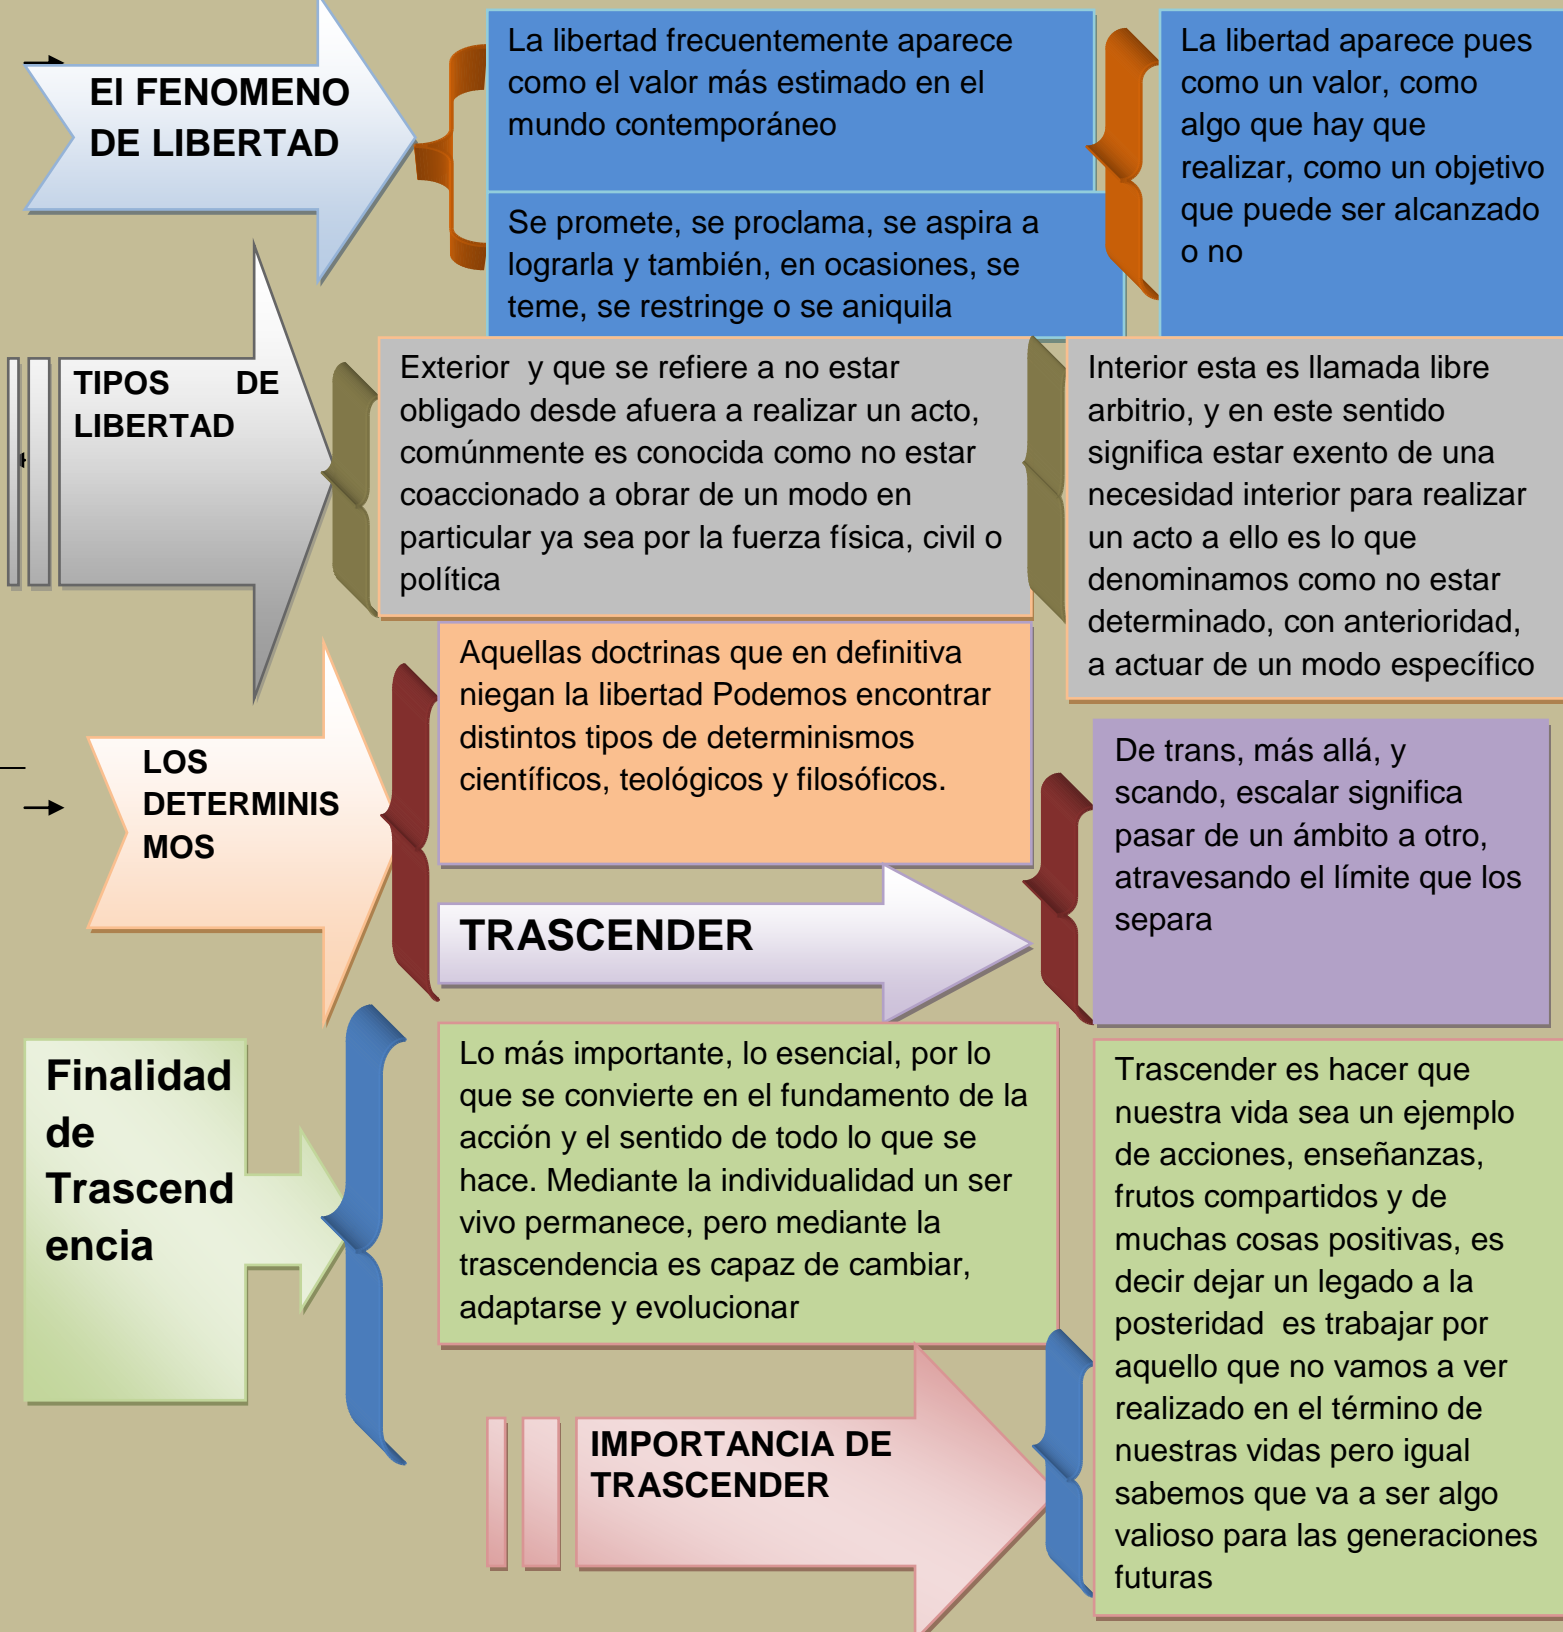 El FENOMENO
DE LIBERTAD
La libertad frecuentemente aparece
como el valor más estimado en el
mundo contemporáneo
Se promete, se proclama, se aspira a
lograrla y también, en ocasiones, se
teme, se restringe o se aniquila
La libertad aparece pues
como un valor, como
algo que hay que
realizar, como un objetivo
que puede ser alcanzado
o no
TIPOS DE
LIBERTAD
Exterior y que se refiere a no estar
obligado desde afuera a realizar un acto,
comúnmente es conocida como no estar
coaccionado a obrar de un modo en
particular ya sea por la fuerza física, civil o
política
Interior esta es llamada libre
arbitrio, y en este sentido
significa estar exento de una
necesidad interior para realizar
un acto a ello es lo que
denominamos como no estar
determinado, con anterioridad,
a actuar de un modo específico
LOS
DETERMINIS
MOS
Aquellas doctrinas que en definitiva
niegan la libertad Podemos encontrar
distintos tipos de determinismos
científicos, teológicos y filosóficos.
TRASCENDER
De trans, más allá, y
scando, escalar significa
pasar de un ámbito a otro,
atravesando el límite que los
separa
Finalidad
de
Trascend
encia
Lo más importante, lo esencial, por lo
que se convierte en el fundamento de la
acción y el sentido de todo lo que se
hace. Mediante la individualidad un ser
vivo permanece, pero mediante la
trascendencia es capaz de cambiar,
adaptarse y evolucionar
IMPORTANCIA DE
TRASCENDER
Trascender es hacer que
nuestra vida sea un ejemplo
de acciones, enseñanzas,
frutos compartidos y de
muchas cosas positivas, es
decir dejar un legado a la
posteridad es trabajar por
aquello que no vamos a ver
realizado en el término de
nuestras vidas pero igual
sabemos que va a ser algo
valioso para las generaciones
futuras